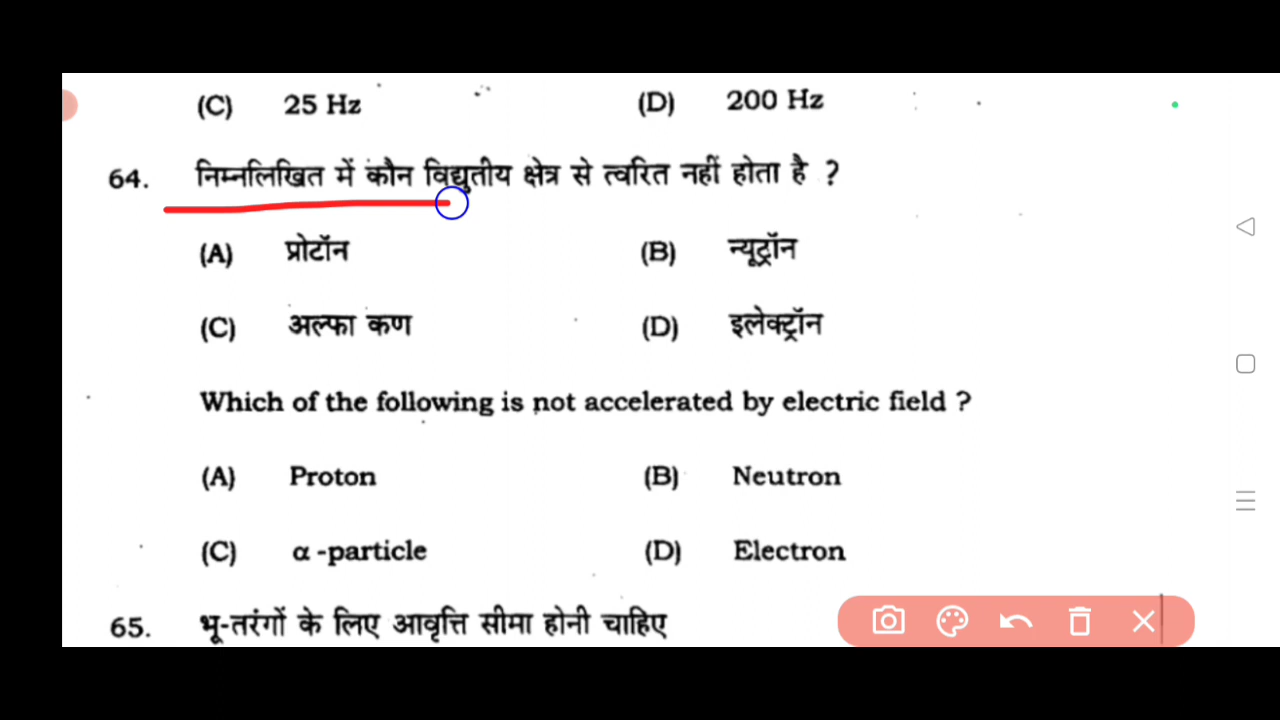 (C) 25 Hz (D) 200 Hz
64. निम्नलिखित में कौन विद्युतीय क्षेत्र से त्वरित नहीं होता है ?
(A) प्रोटॉन (B) न्यूट्रॉन
(C) अल्फा कण (D) इलेक्ट्रॉन
Which of the following is not accelerated by electric field ?
(A) Proton (B) Neutron
(C) α -particle (D) Electron
65. भू-तरंगों के लिए आवृत्ति सीमा होनी चाहिए